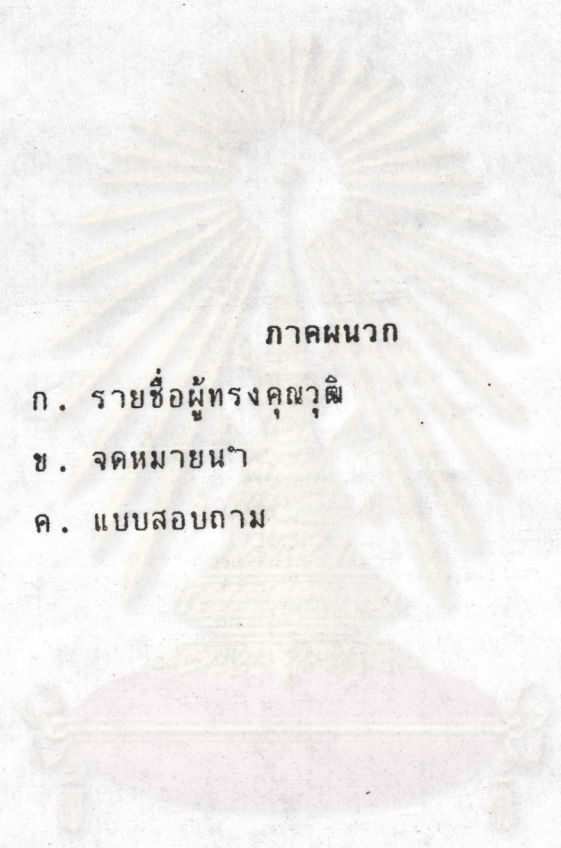 ภาคผนวก
ก. รายชื่อผู้ทรงคุณวุฒิ
ข. จดหมายนำ
ค. แบบสอบถาม